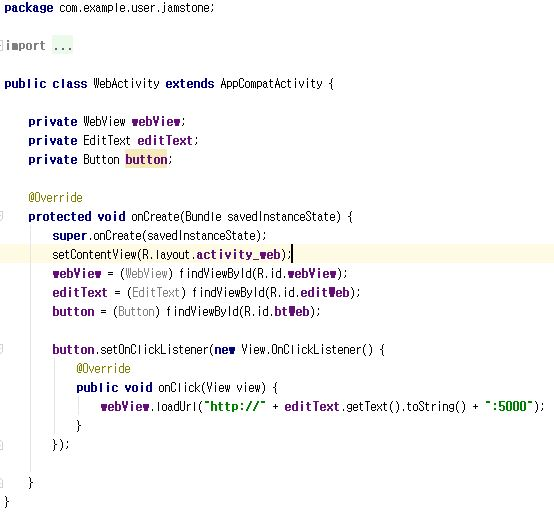 package com.example.user.jamstone;
import ...
public class WebActivity extends AppCompatActivity {
private WebView webView;
private EditText editText;
private Button button;
@Override
protected void onCreate(Bundle savedInstanceState) {
super.onCreate(savedInstanceState);
setContentView(R.layout.activity_web);
webView = (WebView) findViewById(R.id.webView);
editText = (EditText) findViewById(R.id.editWeb);
button = (Button) findViewById(R.id.btWeb);
button.setOnClickListener(new View.OnClickListener() {
@Override
public void onClick(View view) {
webView.loadUrl("http://" + editText.getText().toString() + ":5000");
}
});
}
}